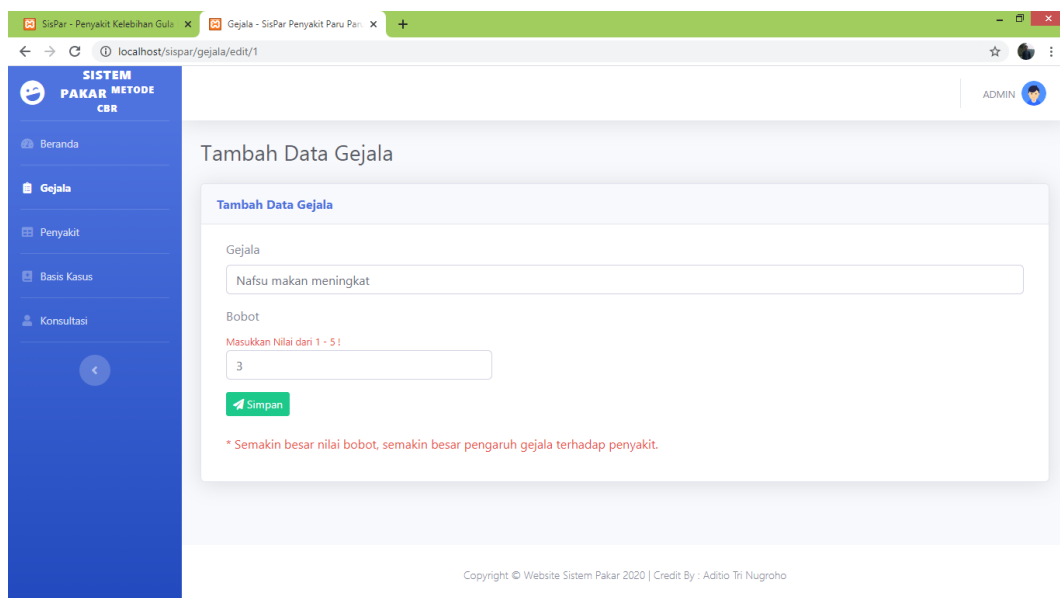 SisPar - Penyakit Kelebihan Gula
Gejala - SisPar Penyakit Paru Par
localhost/sispar/gejala/edit/1
SISTEM
PAKAR METODE
CBR
ADMIN
Beranda
Gejala
Penyakit
Basis Kasus
Konsultasi
Tambah Data Gejala
Tambah Data Gejala
Gejala
Nafsu makan meningkat
Bobot
Masukkan Nilai dari 1 - 5 !
3
Simpan
* Semakin besar nilai bobot, semakin besar pengaruh gejala terhadap penyakit.
Copyright © Website Sistem Pakar 2020 | Credit By : Aditio Tri Nugroho